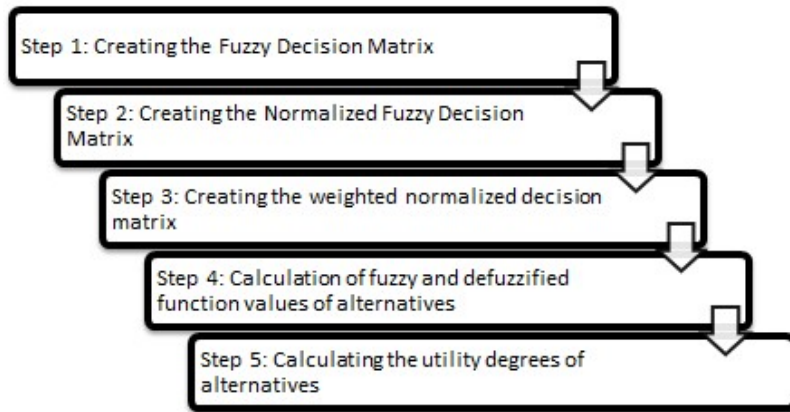 Step 1: Creating the Fuzzy Decision Matrix
Step 2: Creating the Normalized Fuzzy Decision
Matrix
Step 3: Creating the weighted normalized decision
matrix
Step 4: Calculation of fuzzy and defuzzified
function values of alternatives
Step 5: Calculating the utility degrees of
alternatives